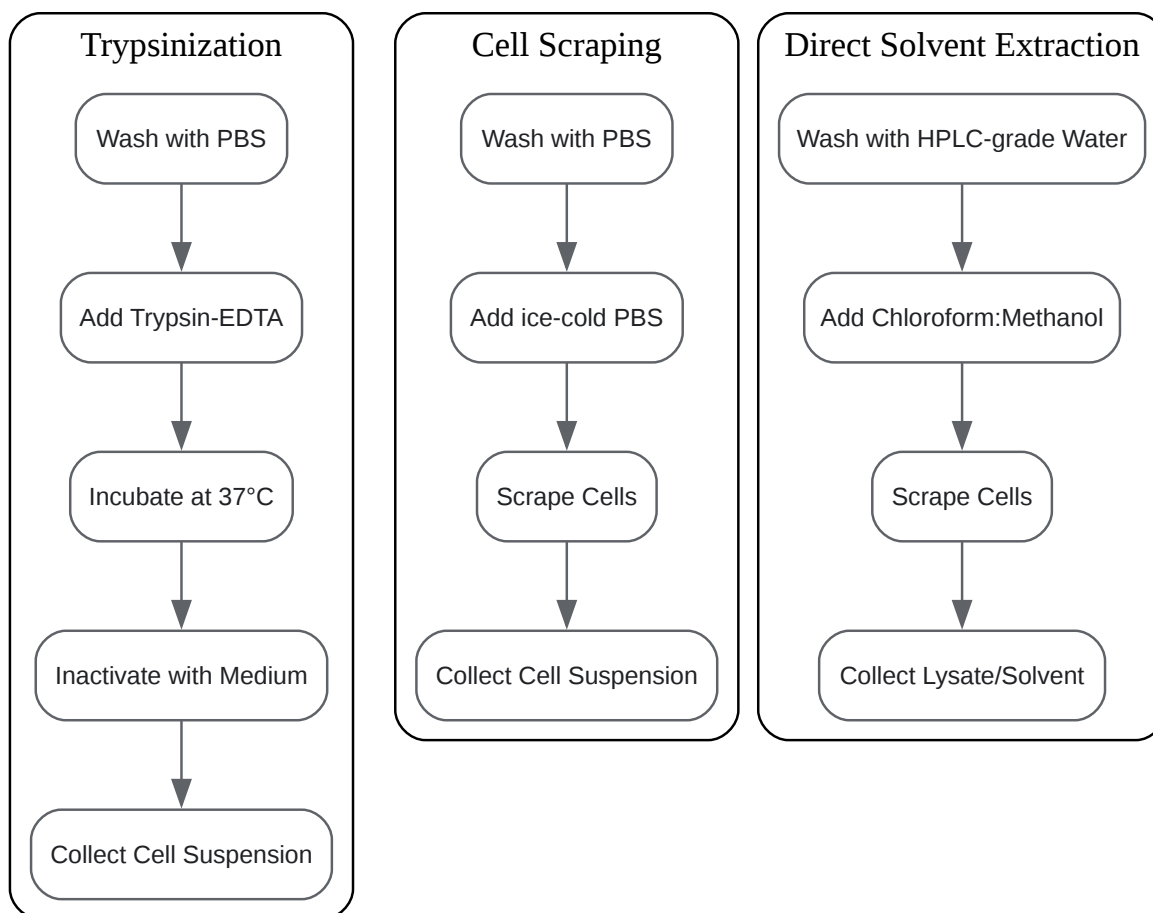 Trypsinization
Wash with PBS
Add Trypsin-EDTA
Incubate at 37°C
Inactivate with Medium
Collect Cell Suspension
Cell Scraping
Wash with PBS
Add ice-cold PBS
Scrape Cells
Collect Cell Suspension
Direct Solvent Extraction
Wash with HPLC-grade Water
Add Chloroform:Methanol
Scrape Cells
Collect Lysate/Solvent